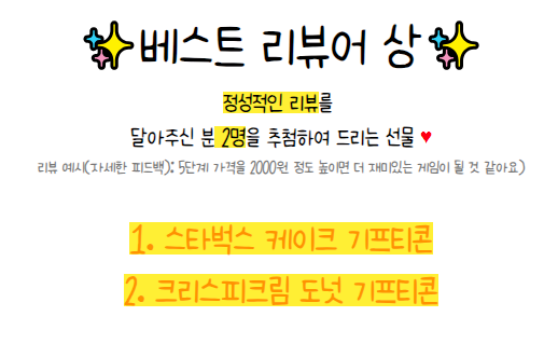 베스트 리뷰어 상
정성적인 리뷰를
달아주신 분 2명을 추첨하여 드리는 선물 ♥
리뷰 예시(자세한 피드백): 5단계 가격을 2000원 정도 높이면 더 재미있는 게임이 될 것 같아요)
1. 스타벅스 케이크 기프티콘
2. 크리스피크림 도넛 기프티콘